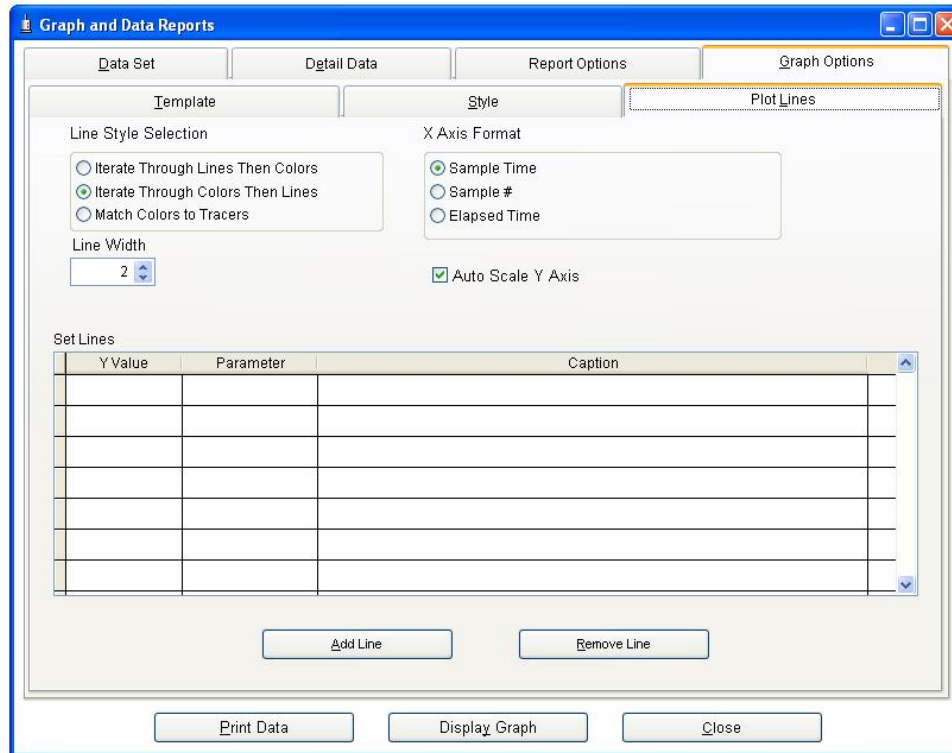 Graph and Data Reports
Data Set Detail Data Report Options Graph Options
Template Style Plot Lines
Line Style Selection X Axis Format
Iterate Through Lines Then Colors Sample Time
Iterate Through Colors Then Lines Sample #
Match Colors to Tracers Elapsed Time
Line Width
2 Auto Scale Y Axis
Set Lines
Y Value Parameter Caption
Add Line Remove Line
Print Data Display Graph Close